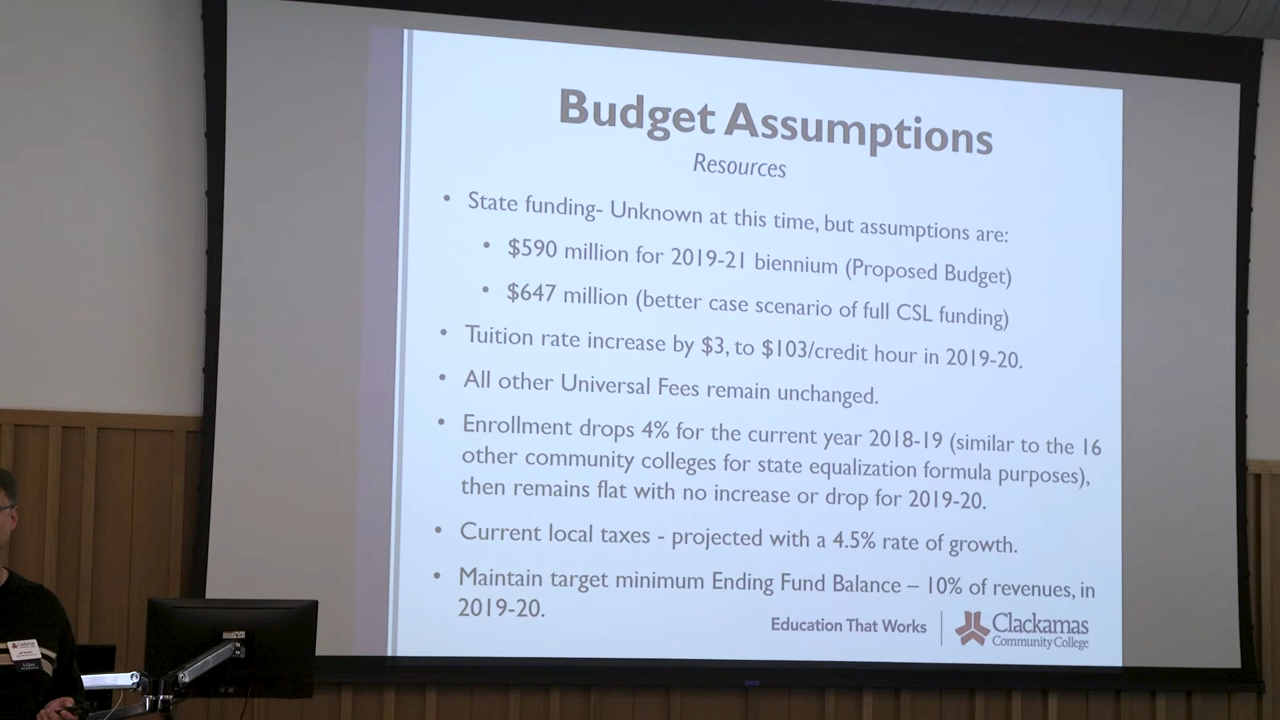 Budget Assumptions
Resources
• State funding- Unknown at this time, but assumptions are:
• $590 million for 2019-21 biennium (Proposed Budget)
• $647 million (better case scenario of full CSL funding)
• Tuition rate increase by $3, to $103/credit hour in 2019-20.
• All other Universal Fees remain unchanged.
• Enrollment drops 4% for the current year 2018-19 (similar to the 16
other community colleges for state equalization formula purposes),
then remains flat with no increase or drop for 2019-20.
• Current local taxes - projected with a 4.5% rate of growth.
• Maintain target minimum Ending Fund Balance – 10% of revenues, in
2019-20.
Education That Works
Clackamas
Community College